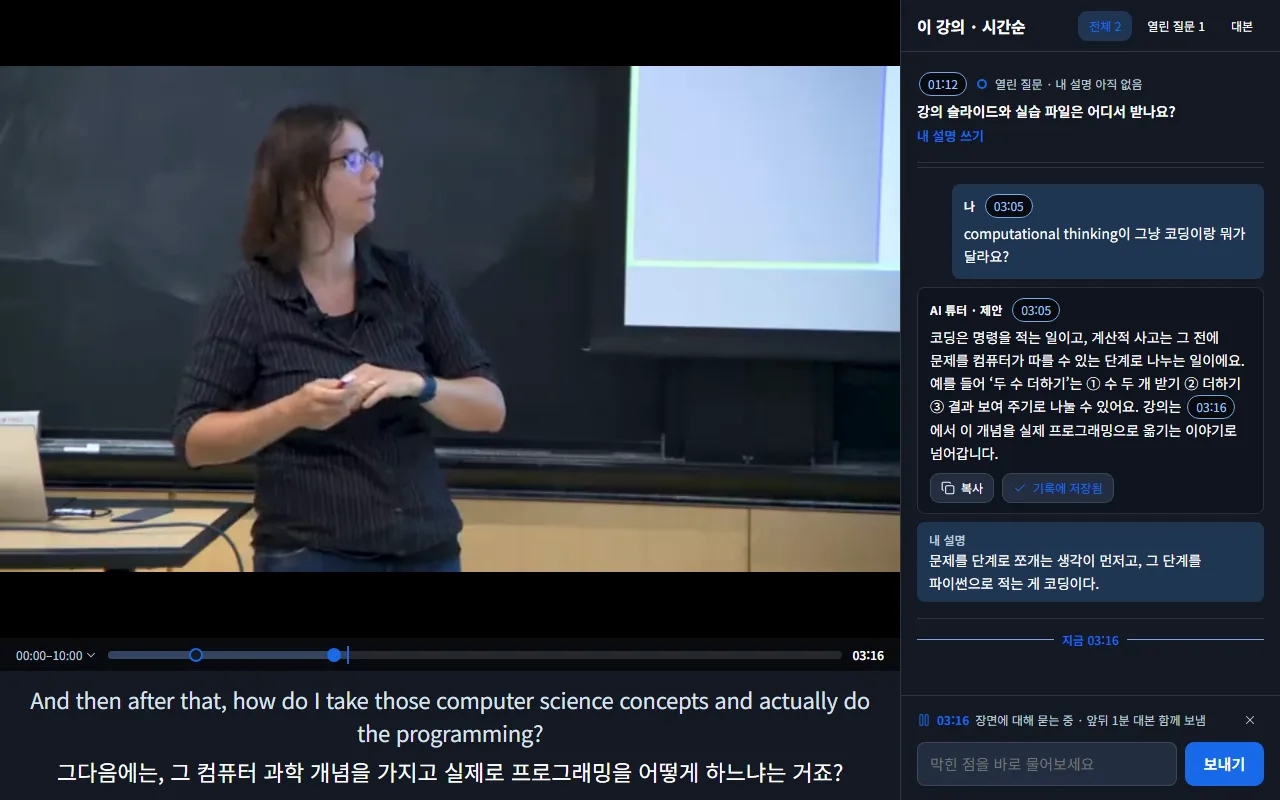 이 강의 · 시간순
전체 2
열린 질문 1
대본
01:12 열린 질문 · 내 설명 아직 없음
강의 슬라이드와 실습 파일은 어디서 받나요?
내 설명 쓰기
나 03:05
computational thinking이 그냥 코딩이랑 뭐가
달라요?
AI 튜터 · 제안 03:05
코딩은 명령을 적는 일이고, 계산적 사고는 그 전에
문제를 컴퓨터가 따를 수 있는 단계로 나누는 일이에요.
예를 들어 ‘두 수 더하기’는 ① 수 두 개 받기 ② 더하기
③ 결과 보여 주기로 나눌 수 있어요. 강의는 03:16
에서 이 개념을 실제 프로그래밍으로 옮기는 이야기로
넘어갑니다.
복사
기록에 저장됨
내 설명
문제를 단계로 쪼개는 생각이 먼저고, 그 단계를
파이썬으로 적는 게 코딩이다.
지금 03:16
00:00–10:00
03:16
And then after that, how do I take those computer science concepts and actually do
the programming?
그다음에는, 그 컴퓨터 과학 개념을 가지고 실제로 프로그래밍을 어떻게 하느냐는 거죠?
03:16 장면에 대해 묻는 중 · 앞뒤 1분 대본 함께 보냄
막힌 점을 바로 물어보세요
보내기